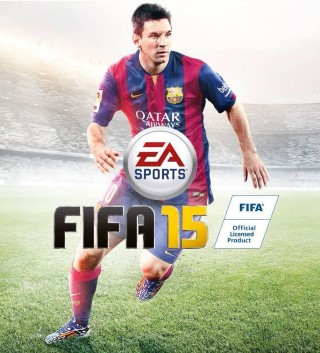 QATAR
AIRWAYS
EA
SPORTS
FIFA 15
FIFA
Official
Licensed
Product